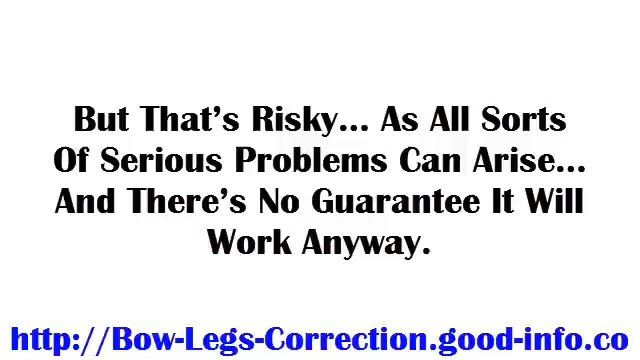 But That’s Risky... As All Sorts
Of Serious Problems Can Arise...
And There’s No Guarantee It Will
Work Anyway.
http://Bow-Legs-Correction.good-info.co